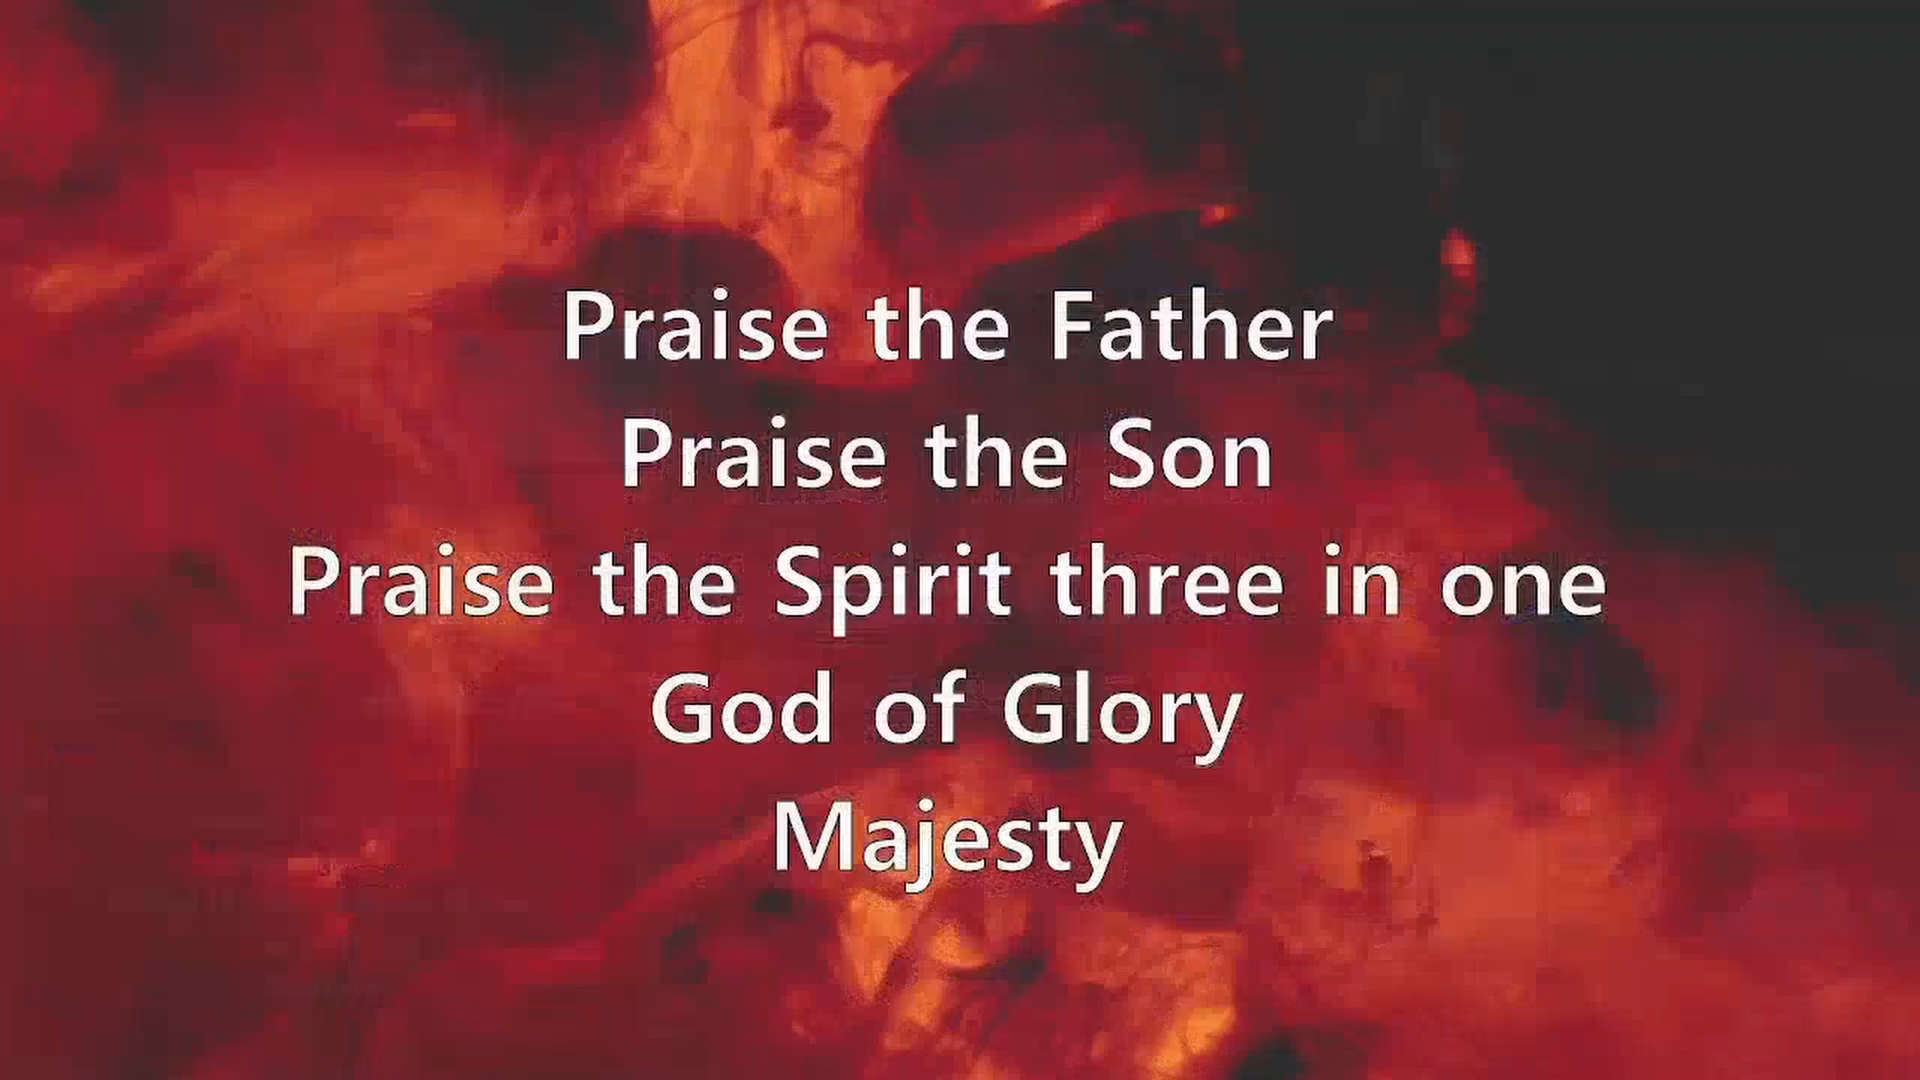 Praise the Father
Praise the Son
Praise the Spirit three in one
God of Glory
Majesty